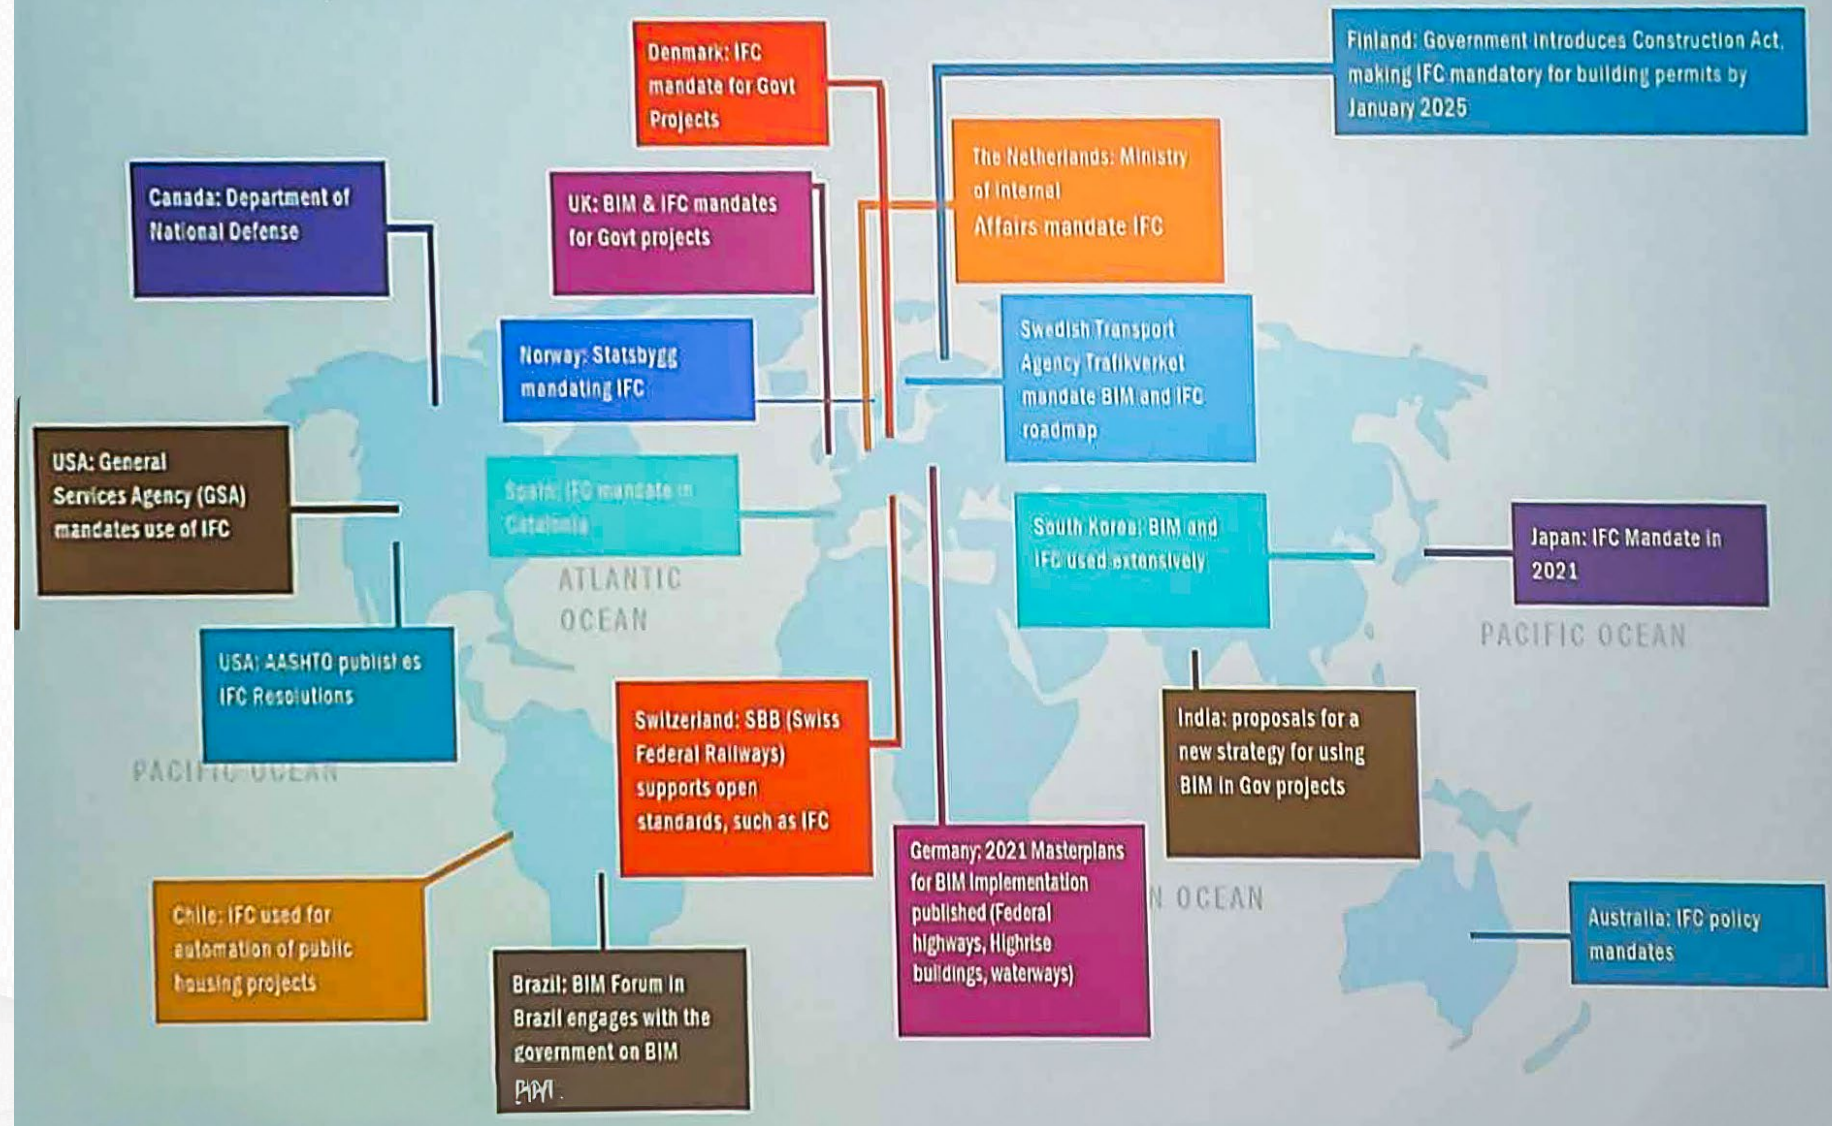 Denmark: IFC
mandate for Govt
Projects
Finland: Government introduces Construction Act,
making IFC mandatory for building permits by
January 2025
The Netherlands: Ministry
of Internal
Affairs mandate IFC
Canada: Department of
National Defense
UK: BIM & IFC mandates
for Govt projects
Norway: Statsbygg
mandating IFC
Swedish Transport
Agency Trafikverket
mandate BIM and IFC
roadmap
USA: General
Services Agency (GSA)
mandates use of IFC
Spain: IFC mandate in
Catalonia
South Korea: BIM and
IFC used extensively
Japan: IFC Mandate in
2021
ATLANTIC
OCEAN
PACIFIC OCEAN
USA: AASHTO publishes
IFC Resolutions
PACIFIC OCEAN
Switzerland: SBB (Swiss
Federal Railways)
supports open
standards, such as IFC
India: proposals for a
new strategy for using
BIM in Gov projects
Germany: 2021 Masterplans
for BIM Implementation
published (Federal
highways, Highrise
buildings, waterways)
N OCEAN
Chile: IFC used for
automation of public
housing projects
Australia: IFC policy
mandates
Brazil: BIM Forum in
Brazil engages with the
government on BIM